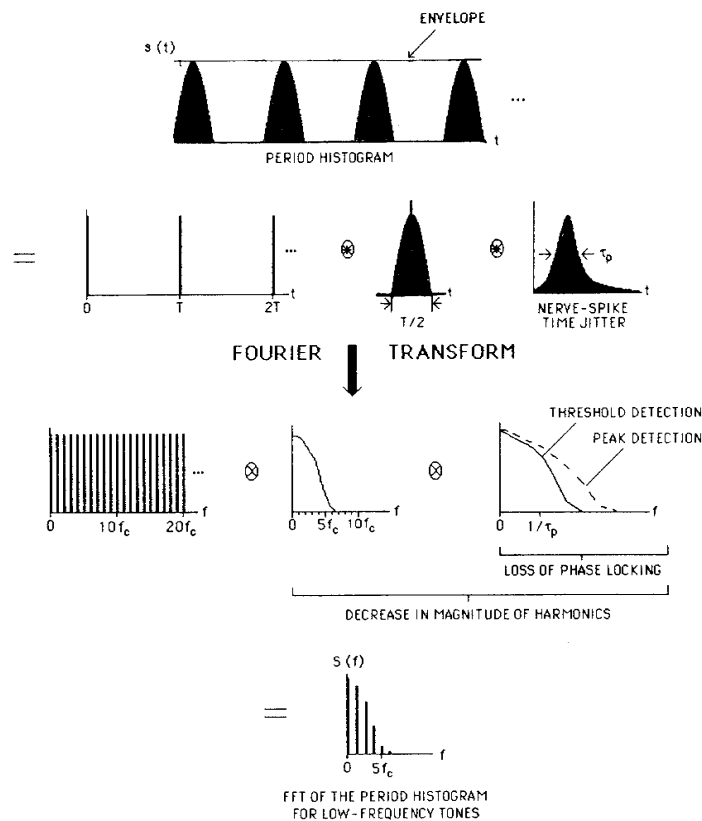 ENVELOPE
s (t)
...
t
PERIOD HISTOGRAM
=
...
⊛
⊛
τp
0 T 2T t
t
t
T/2
NERVE-SPIKE
TIME JITTER
FOURIER TRANSFORM
THRESHOLD DETECTION
PEAK DETECTION
...
⊗
⊗
f
f
f
0 10fc 20fc
0 5fc 10fc
0 1/τp
LOSS OF PHASE LOCKING
DECREASE IN MAGNITUDE OF HARMONICS
S (f)
=
f
0 5fc
FFT OF THE PERIOD HISTOGRAM
FOR LOW-FREQUENCY TONES